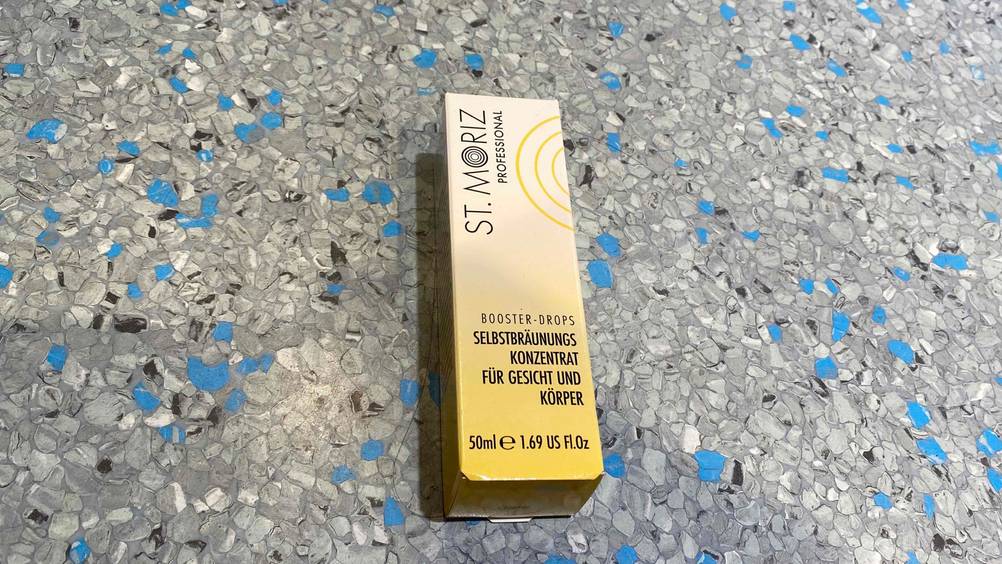 ST. MORIZ
PROFESSIONAL
BOOSTER-DROPS
SELBSTBRÄUNUNGS
KONZENTRAT
FÜR GESICHT UND
KÖRPER
50ml ℮ 1.69 US Fl.Oz